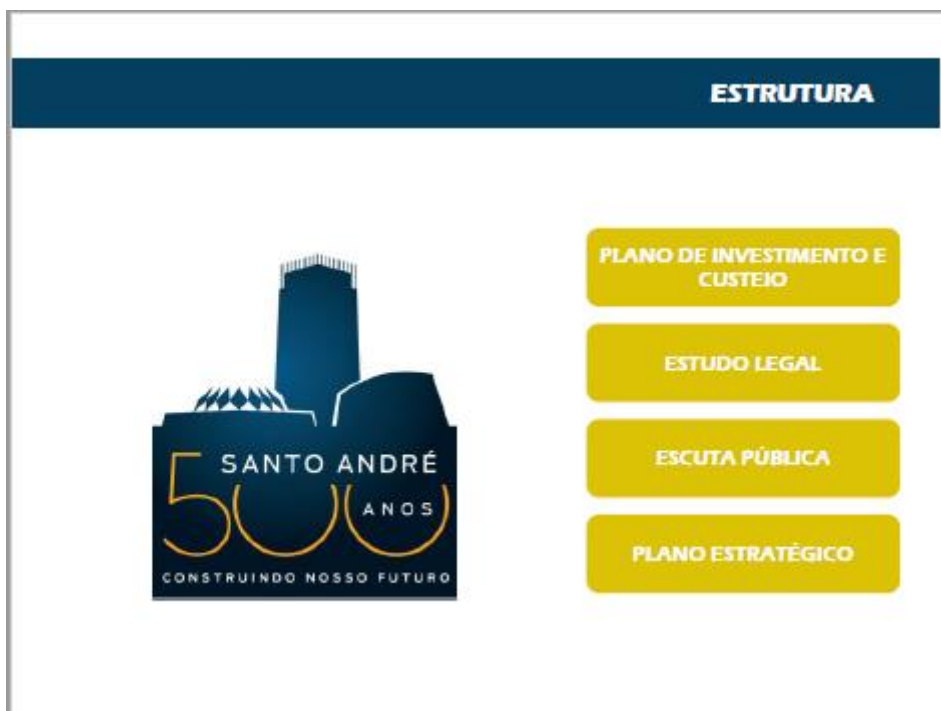 ESTRUTURA
PLANO DE INVESTIMENTO E
CUSTEIO
ESTUDO LEGAL
ESCUTA PÚBLICA
PLANO ESTRATÉGICO
SANTO ANDRÉ
500
ANOS
CONSTRUINDO NOSSO FUTURO